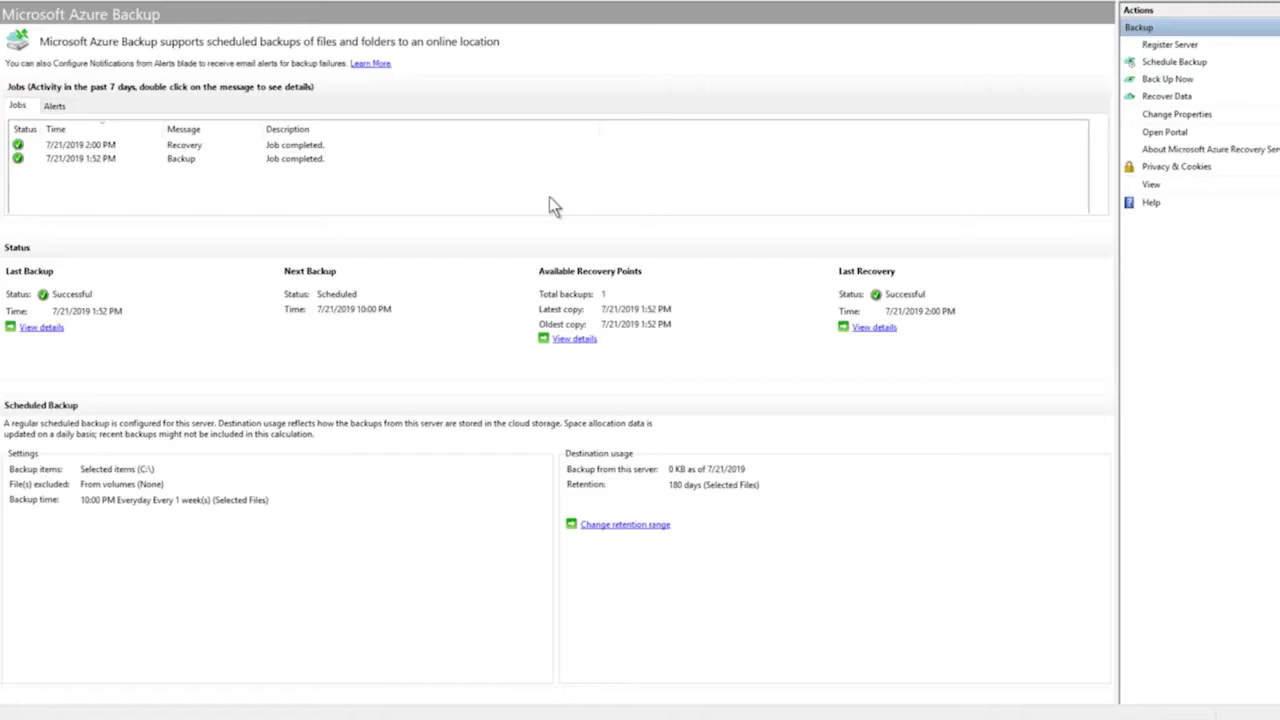 Microsoft Azure Backup
Microsoft Azure Backup supports scheduled backups of files and folders to an online location
You can also Configure Notifications from Alerts blade to receive email alerts for backup failures. Learn More.
Jobs (Activity in the past 7 days, double click on the message to see details)
Jobs Alerts
Status Time Message Description
7/21/2019 2:00 PM Recovery Job completed.
7/21/2019 1:52 PM Backup Job completed.
Status
Last Backup
Status: Successful
Time: 7/21/2019 1:52 PM
View details
Next Backup
Status: Scheduled
Time: 7/21/2019 10:00 PM
Available Recovery Points
Total backups: 1
Latest copy: 7/21/2019 1:52 PM
Oldest copy: 7/21/2019 1:52 PM
View details
Last Recovery
Status: Successful
Time: 7/21/2019 2:00 PM
View details
Scheduled Backup
A regular scheduled backup is configured for this server. Destination usage reflects how the backups from this server are stored in the cloud storage. Space allocation data is
updated on a daily basis; recent backups might not be included in this calculation.
Settings
Backup items: Selected items (C:\)
File(s) excluded: From volumes (None)
Backup time: 10:00 PM Everyday Every 1 week(s) (Selected Files)
Destination usage
Backup from this server: 0 KB as of 7/21/2019
Retention: 180 days (Selected Files)
Change retention range
Actions
Backup
Register Server
Schedule Backup
Back Up Now
Recover Data
Change Properties
Open Portal
About Microsoft Azure Recovery Ser
Privacy & Cookies
View
Help